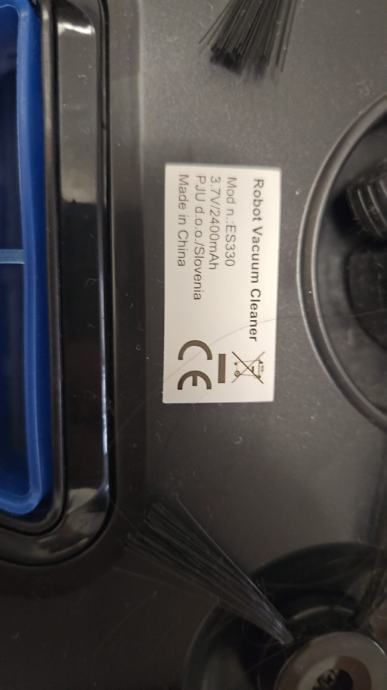 Robot Vacuum Cleaner
Mod n.:ES330
3.7V/2400mAh
PJU d.o.o./Slovenia
Made in China
CE